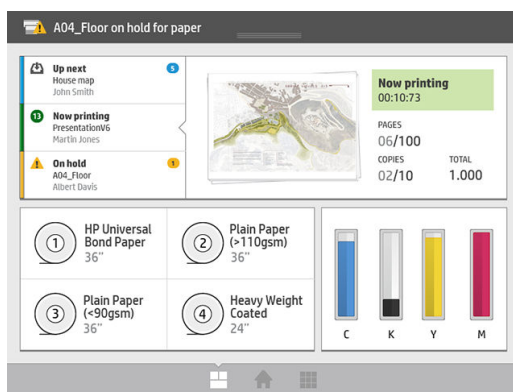 A04_Floor on hold for paper
Up next
5
House map
John Smith
13
Now printing
PresentationV6
Martin Jones
On hold
1
A04_Floor
Albert Davis
Now printing
00:10:73
PAGES
06/100
COPIES
TOTAL
02/10
1.000
1
HP Universal
Bond Paper
36"
2
Plain Paper
(>110gsm)
36"
3
Plain Paper
(<90gsm)
36"
4
Heavy Weight
Coated
24"
C
K
Y
M